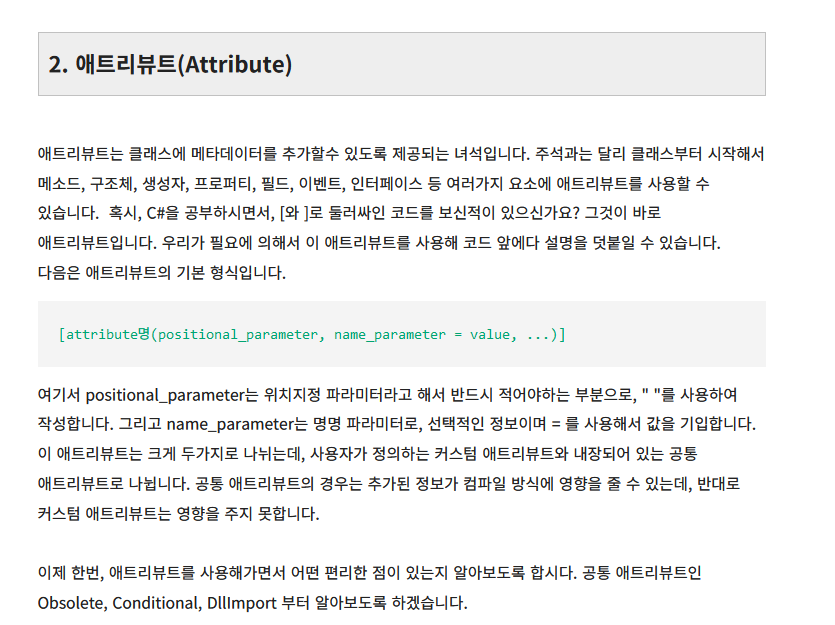 2. 애트리뷰트(Attribute)
애트리뷰트는 클래스에 메타데이터를 추가할수 있도록 제공되는 녀석입니다. 주석과는 달리 클래스부터 시작해서
메소드, 구조체, 생성자, 프로퍼티, 필드, 이벤트, 인터페이스 등 여러가지 요소에 애트리뷰트를 사용할 수
있습니다.  혹시, C#을 공부하시면서, [와 ]로 둘러싸인 코드를 보신적이 있으신가요? 그것이 바로
애트리뷰트입니다. 우리가 필요에 의해서 이 애트리뷰트를 사용해 코드 앞에다 설명을 덧붙일 수 있습니다.
다음은 애트리뷰트의 기본 형식입니다.
[attribute명(positional_parameter, name_parameter = value, ...)]
여기서 positional_parameter는 위치지정 파라미터라고 해서 반드시 적어야하는 부분으로, " "를 사용하여
작성합니다. 그리고 name_parameter는 명명 파라미터로, 선택적인 정보이며 = 를 사용해서 값을 기입합니다.
이 애트리뷰트는 크게 두가지로 나뉘는데, 사용자가 정의하는 커스텀 애트리뷰트와 내장되어 있는 공통
애트리뷰트로 나뉩니다. 공통 애트리뷰트의 경우는 추가된 정보가 컴파일 방식에 영향을 줄 수 있는데, 반대로
커스텀 애트리뷰트는 영향을 주지 못합니다.
이제 한번, 애트리뷰트를 사용해가면서 어떤 편리한 점이 있는지 알아보도록 합시다. 공통 애트리뷰트인
Obsolete, Conditional, DllImport 부터 알아보도록 하겠습니다.